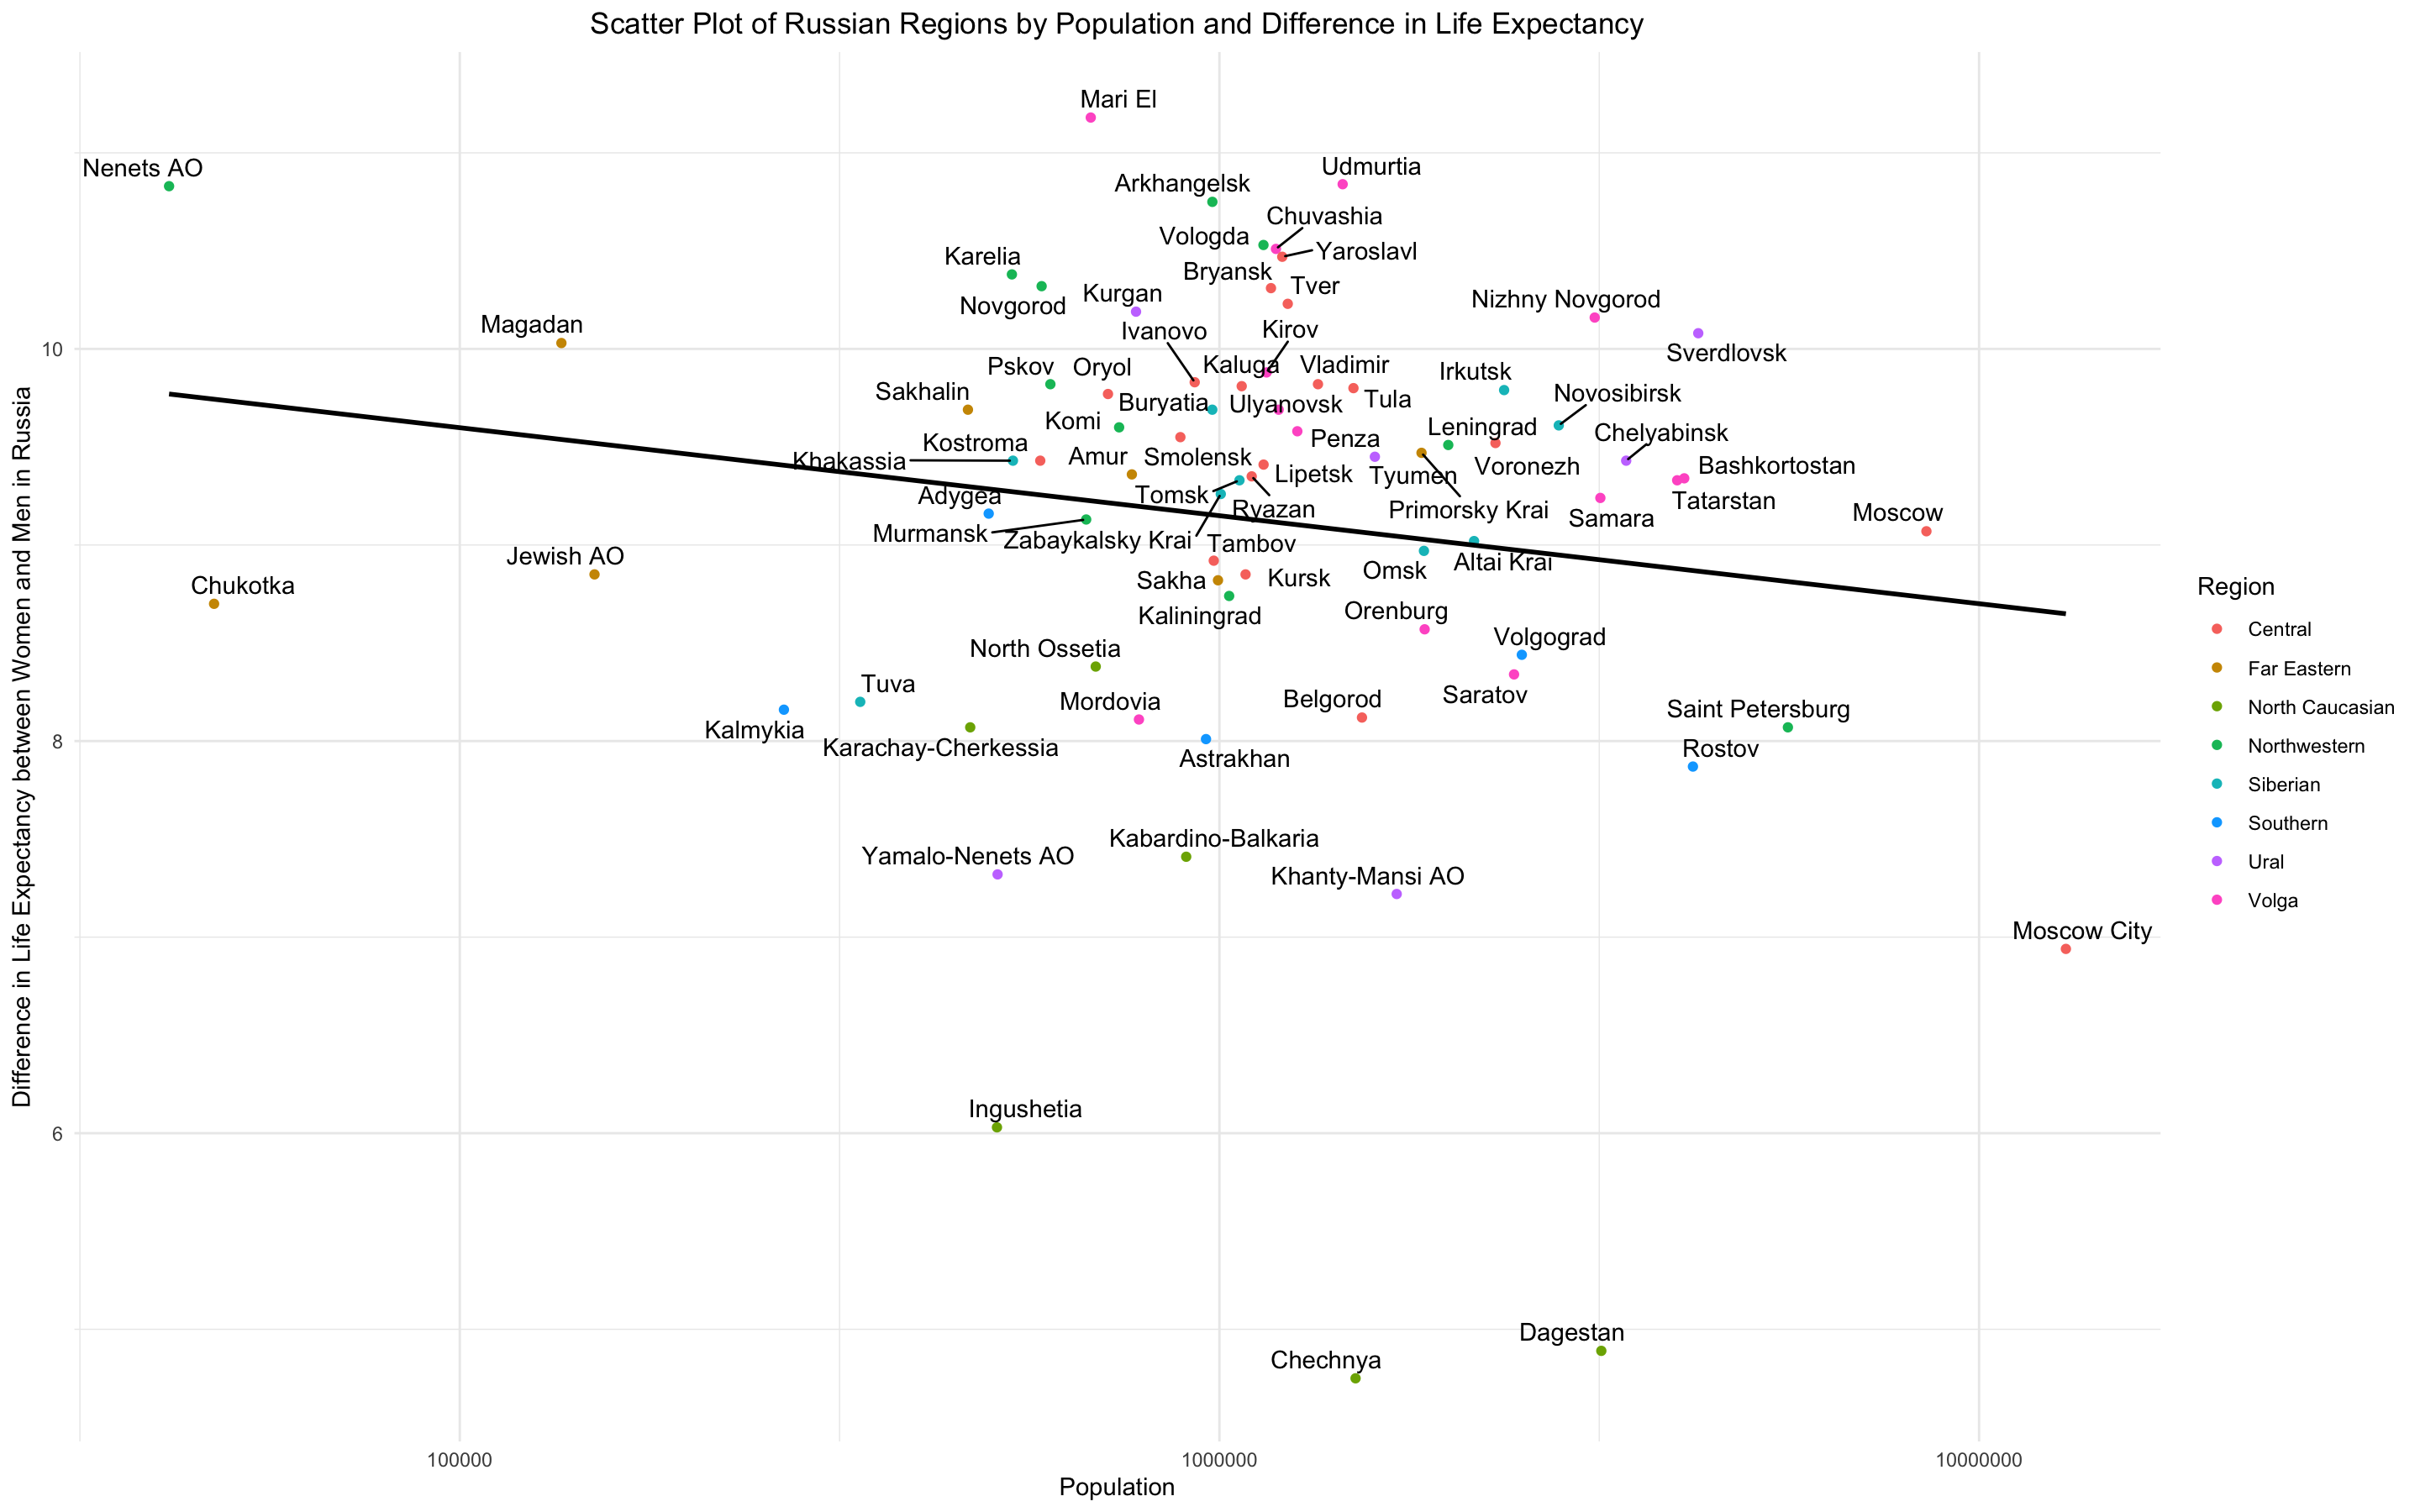 Scatter Plot of Russian Regions by Population and Difference in Life Expectancy
Difference in Life Expectancy between Women and Men in Russia
10
8
6
Mari El
Nenets AO
Udmurtia
Arkhangelsk
Chuvashia
Vologda
Yaroslavl
Karelia
Bryansk
Tver
Kurgan
Novgorod
Nizhny Novgorod
Magadan
Ivanovo
Kirov
Sverdlovsk
Pskov
Oryol
Kaluga
Vladimir
Irkutsk
Sakhalin
Buryatia
Ulyanovsk
Tula
Novosibirsk
Komi
Leningrad
Chelyabinsk
Kostroma
Penza
Khakassia
Amur
Smolensk
Lipetsk
Tyumen
Voronezh
Bashkortostan
Adygea
Tomsk
Ryazan
Primorsky Krai
Samara
Tatarstan
Moscow
Murmansk
Zabaykalsky Krai
Tambov
Jewish AO
Omsk
Altai Krai
Chukotka
Sakha
Kursk
Kaliningrad
Orenburg
Volgograd
North Ossetia
Tuva
Mordovia
Belgorod
Saratov
Saint Petersburg
Kalmykia
Karachay-Cherkessia
Astrakhan
Rostov
Kabardino-Balkaria
Yamalo-Nenets AO
Khanty-Mansi AO
Moscow City
Ingushetia
Dagestan
Chechnya
100000
1000000
10000000
Population
Region
Central
Far Eastern
North Caucasian
Northwestern
Siberian
Southern
Ural
Volga